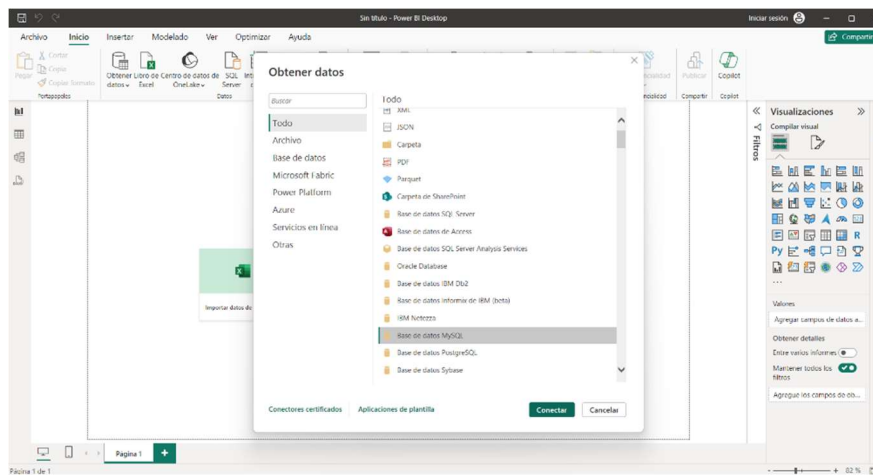 Sin título - Power BI Desktop
Iniciar sesión
Archivo Inicio Insertar Modelado Ver Optimizar Ayuda
Compartir
Pegar
Cortar
Copiar
Copiar formato
Portapapeles
Obtener datos
Libro de Excel
Centro de datos de OneLake
SQL Server
Datos
Publicar
Compartir
Copilot
Copilot
Obtener datos
Buscar
Todo
Archivo
Base de datos
Microsoft Fabric
Power Platform
Azure
Servicios en línea
Otras
Todo
XML
JSON
Carpeta
PDF
Parquet
Carpeta de SharePoint
Base de datos SQL Server
Base de datos de Access
Base de datos SQL Server Analysis Services
Oracle Database
Base de datos IBM Db2
Base de datos Informix de IBM (beta)
IBM Netezza
Base de datos MySQL
Base de datos PostgreSQL
Base de datos Sybase
Conectores certificados
Aplicaciones de plantilla
Conectar
Cancelar
Importar datos de
Filtros
Visualizaciones
Compilar visual
R
Py
Valores
Agregar campos de datos a...
Obtener detalles
Entre varios informes
Mantener todos los
filtros
Agregue los campos de ob...
Página 1
Página 1 de 1
82 %